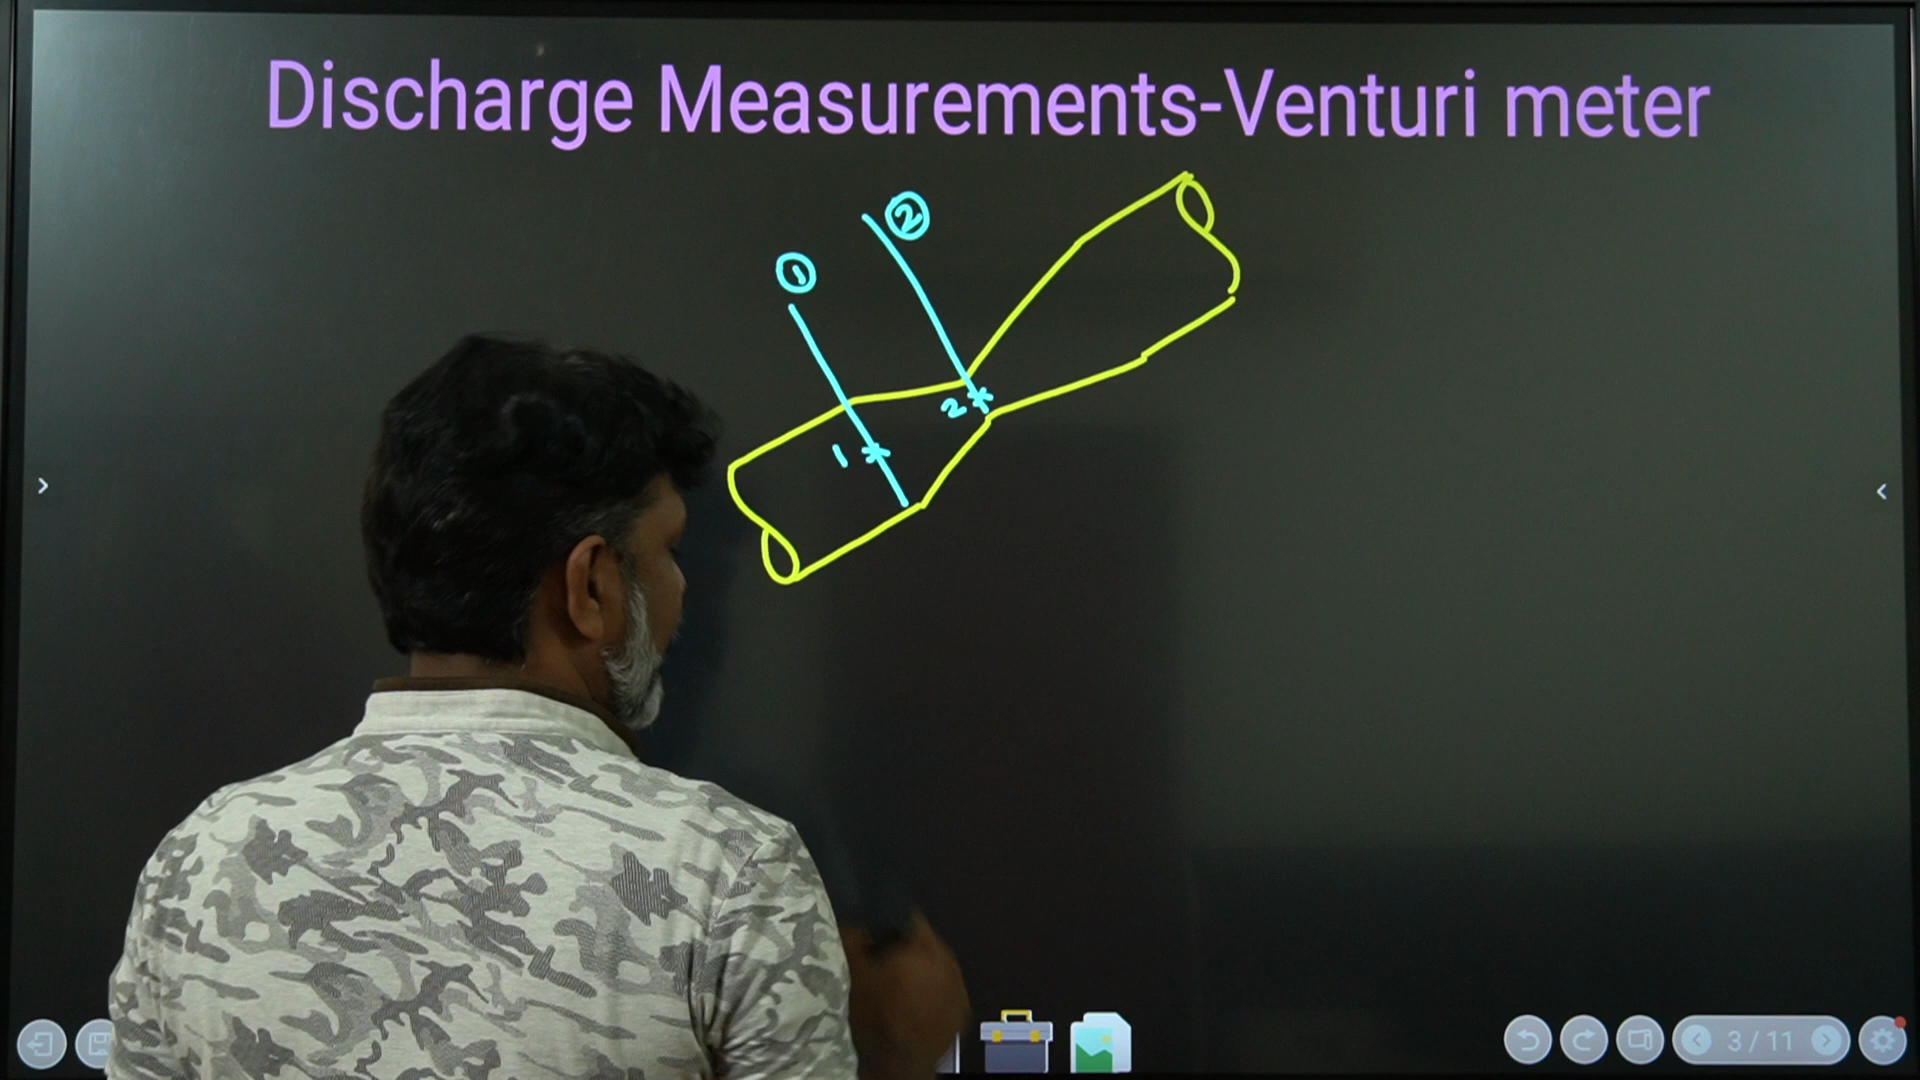 Discharge Measurements-Venturi meter
②
①
2
1
3 / 11